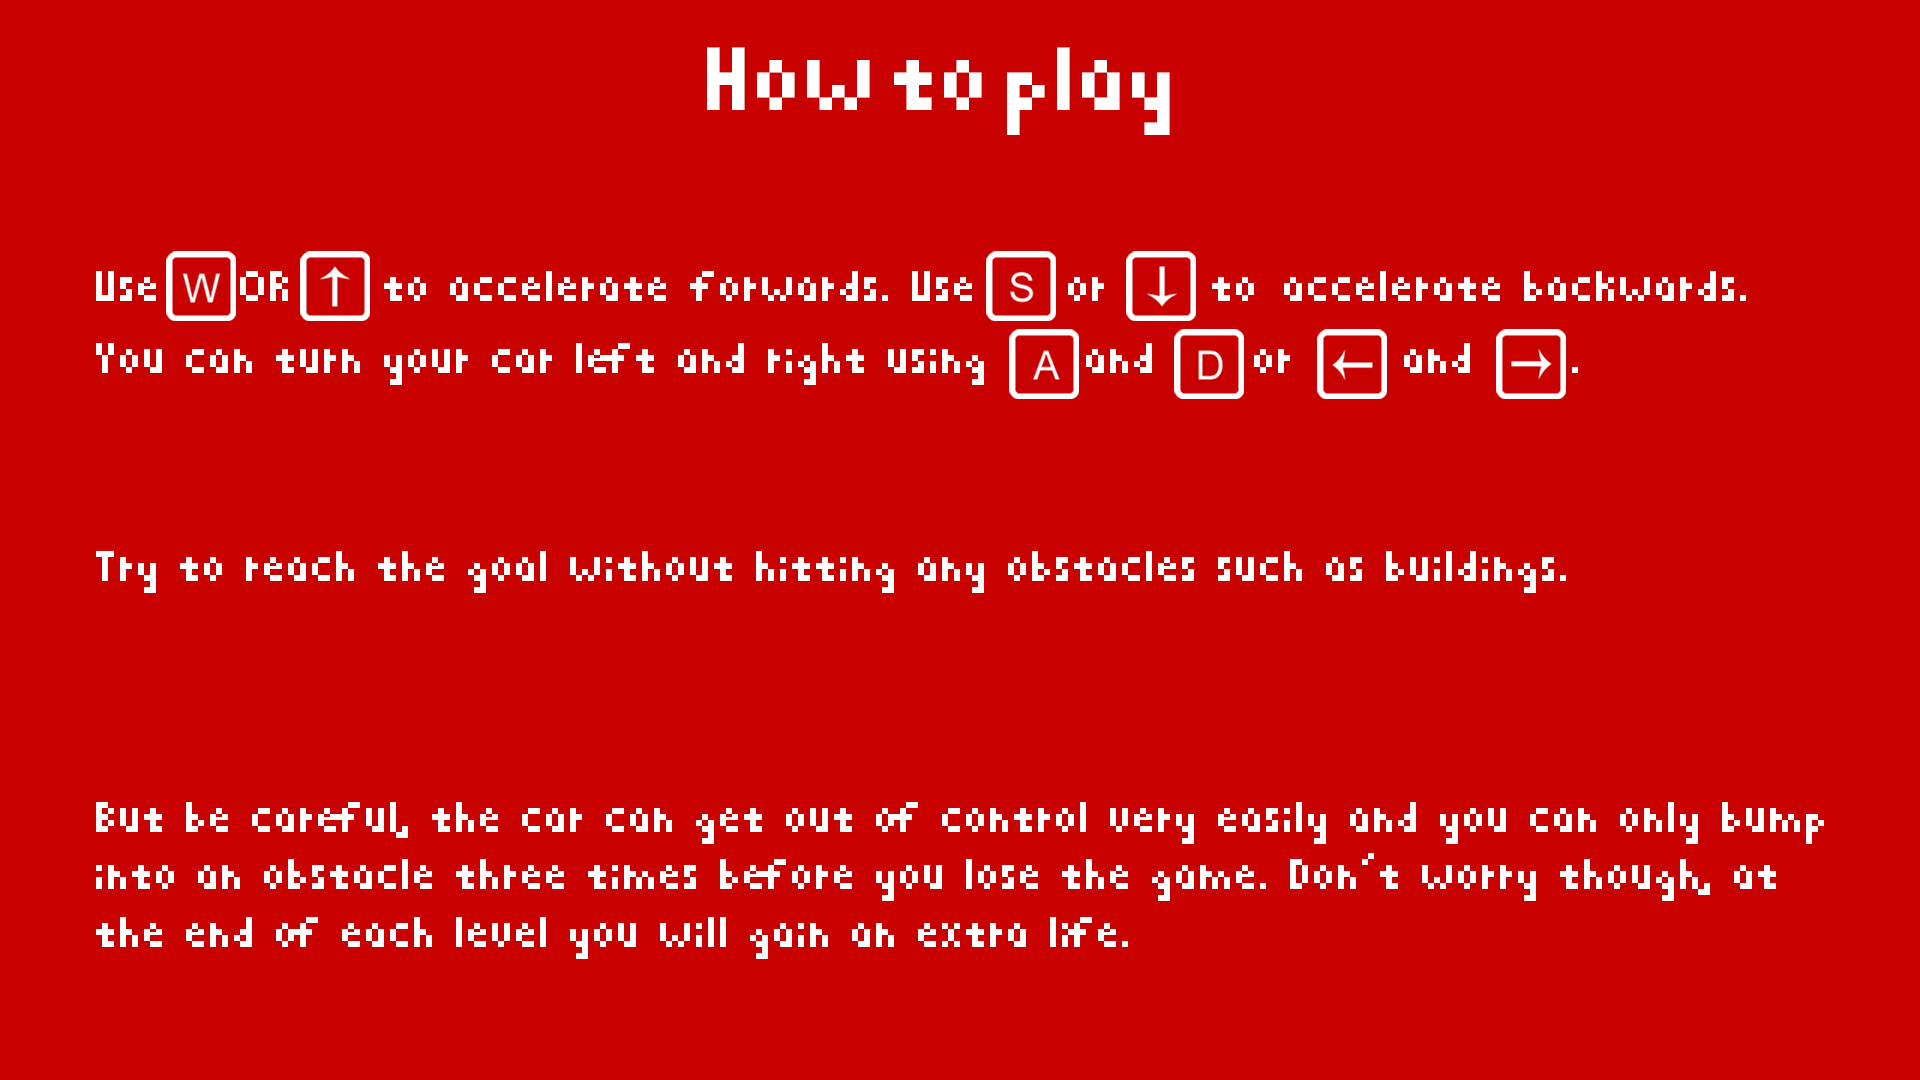 How to play
Use W OR ↑ to accelerate forwards. Use S or ↓ to accelerate backwards.
You can turn your car left and right using A and D or ← and →.
Try to reach the goal without hitting any obstacles such as buildings.
But be careful, the car can get out of control very easily and you can only bump
into an obstacle three times before you lose the game. Don't worry though, at
the end of each level you will gain an extra life.